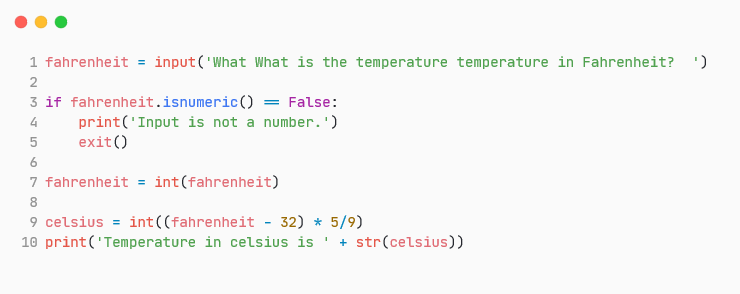 1 fahrenheit = input('What What is the temperature temperature in Fahrenheit?  ')
2
3 if fahrenheit.isnumeric() == False:
4     print('Input is not a number.')
5     exit()
6
7 fahrenheit = int(fahrenheit)
8
9 celsius = int((fahrenheit - 32) * 5/9)
10 print('Temperature in celsius is ' + str(celsius))